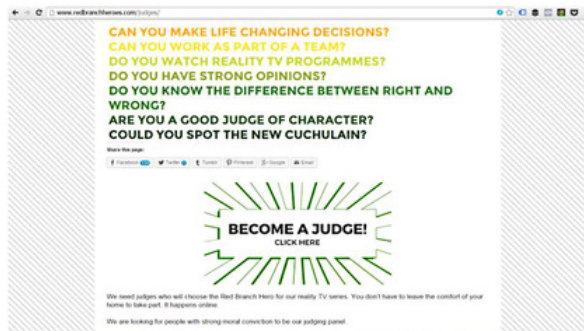 www.redbranchheroes.com/judges/
CAN YOU MAKE LIFE CHANGING DECISIONS?
CAN YOU WORK AS PART OF A TEAM?
DO YOU WATCH REALITY TV PROGRAMMES?
DO YOU HAVE STRONG OPINIONS?
DO YOU KNOW THE DIFFERENCE BETWEEN RIGHT AND
WRONG?
ARE YOU A GOOD JUDGE OF CHARACTER?
COULD YOU SPOT THE NEW CUCHULAIN?
Share this page:
Facebook Twitter Tumblr Pinterest Google Email
BECOME A JUDGE!
CLICK HERE
We need judges who will choose the Red Branch Hero for our reality TV series. You don't have to leave the comfort of your
home to take part. It happens online.
We are looking for people with strong moral conviction to be our judging panel.